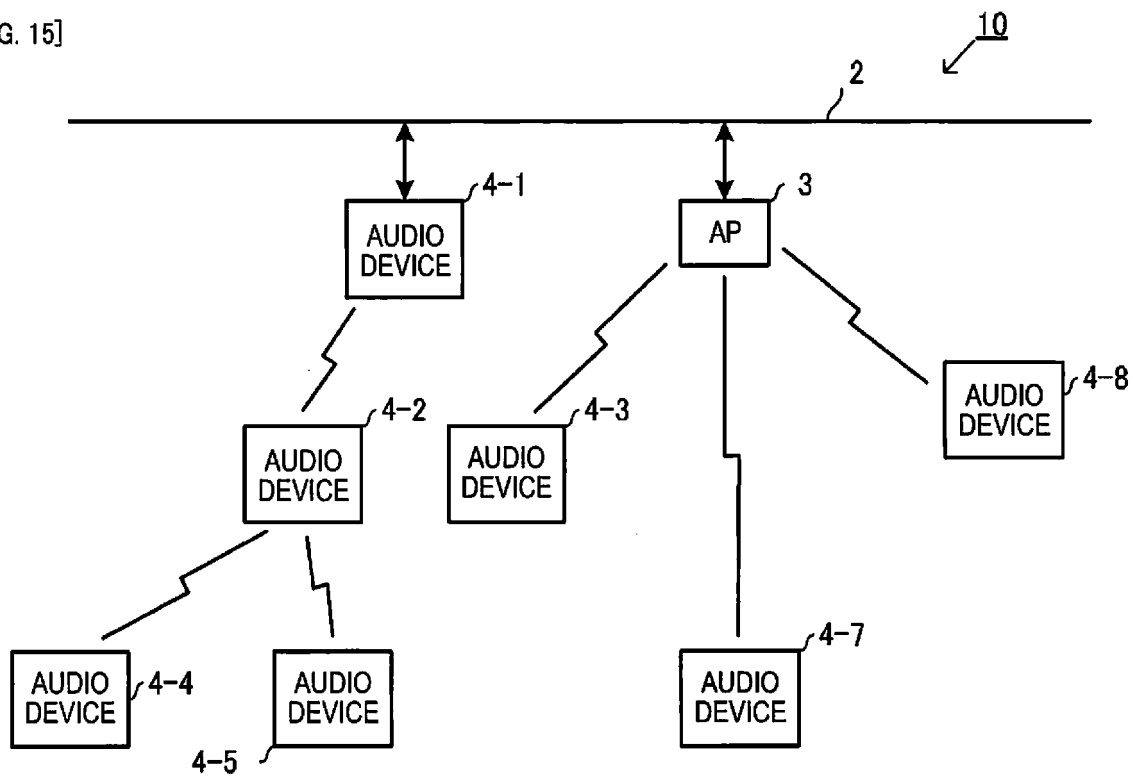 G. 15]
10
2
4-1
3
AUDIO
DEVICE
AP
4-2
4-3
4-8
AUDIO
DEVICE
AUDIO
DEVICE
AUDIO
DEVICE
4-4
AUDIO
DEVICE
4-5
AUDIO
DEVICE
4-7
AUDIO
DEVICE